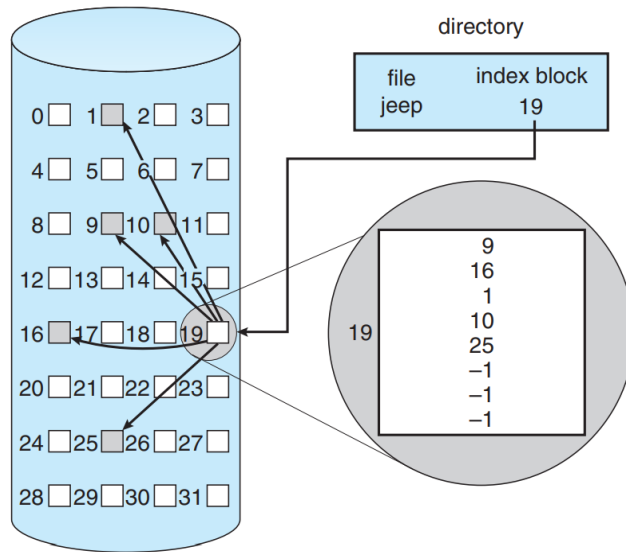 directory
file index block
jeep 19
0 1 2 3
4 5 6 7
8 9 10 11
12 13 14 15
16 17 18 19
20 21 22 23
24 25 26 27
28 29 30 31
19
9
16
1
10
25
–1
–1
–1